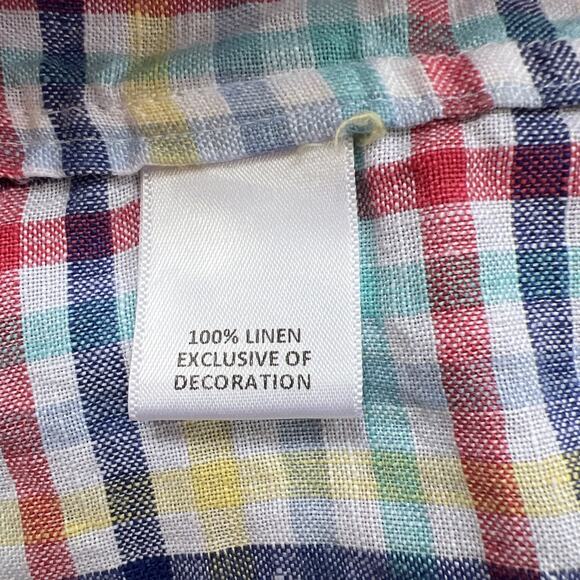 100% LINEN
EXCLUSIVE OF
DECORATION